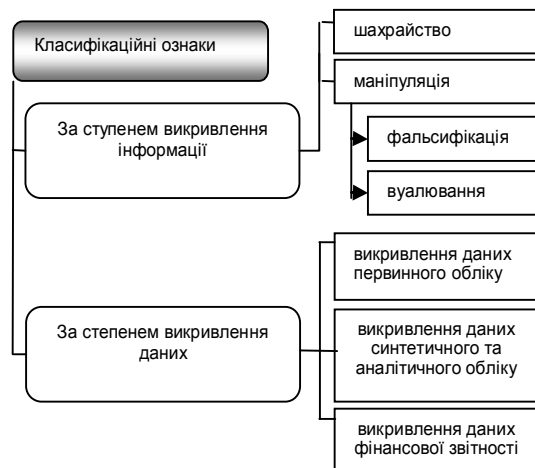 Класифікаційні ознаки
шахрайство
маніпуляція
За ступенем викривлення
інформації
фальсифікація
вуалювання
викривлення даних
первинного обліку
За степенем викривлення
даних
викривлення даних
синтетичного та
аналітичного обліку
викривлення даних
фінансової звітності